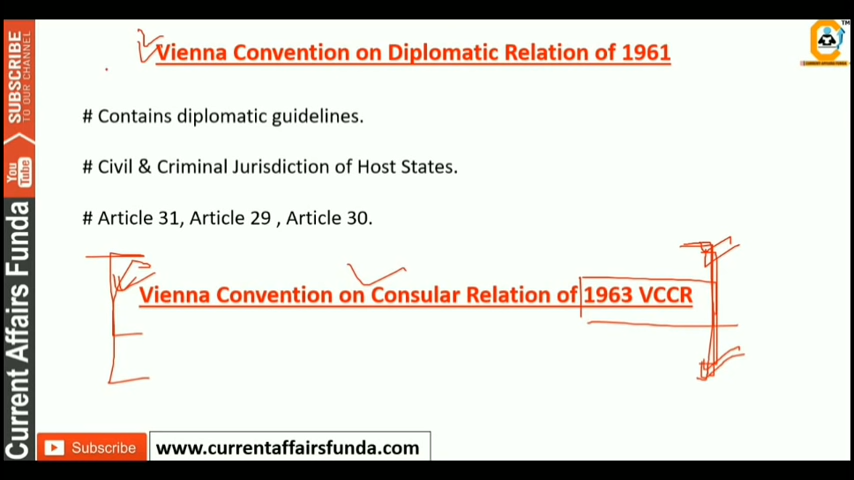 Vienna Convention on Diplomatic Relation of 1961
# Contains diplomatic guidelines.
# Civil & Criminal Jurisdiction of Host States.
# Article 31, Article 29 , Article 30.
Vienna Convention on Consular Relation of 1963 VCCR
SUBSCRIBE
TO OUR CHANNEL
You
Tube
Current Affairs Funda
Subscribe
www.currentaffairsfunda.com
TM